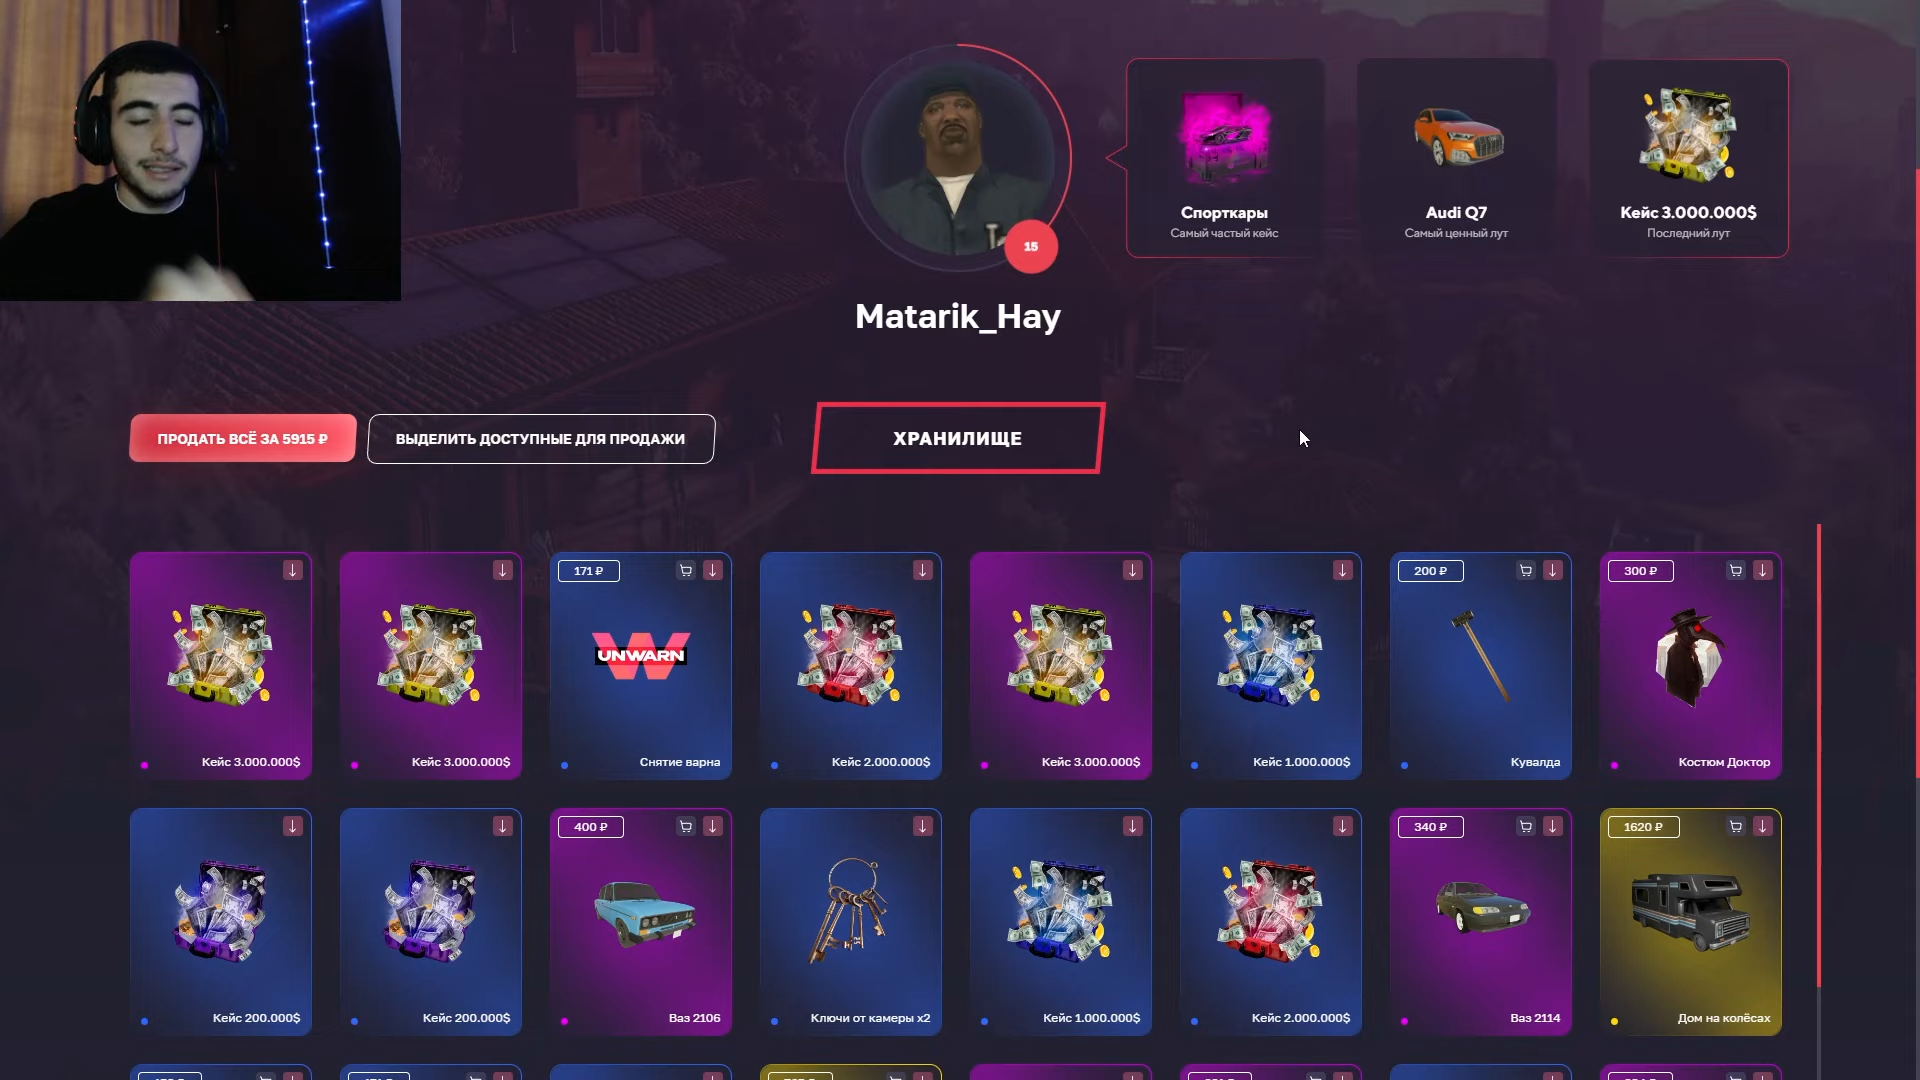 Спорткары
Самый частый кейс
Audi Q7
Самый ценный лут
Кейс 3.000.000$
Последний лут
15
Matarik_Hay
ПРОДАТЬ ВСЁ ЗА 5915 ₽
ВЫДЕЛИТЬ ДОСТУПНЫЕ ДЛЯ ПРОДАЖИ
ХРАНИЛИЩЕ
Кейс 3.000.000$
Кейс 3.000.000$
171 ₽
UNWARN
Снятие варна
Кейс 2.000.000$
Кейс 3.000.000$
Кейс 1.000.000$
200 ₽
Кувалда
300 ₽
Костюм Доктор
Кейс 200.000$
Кейс 200.000$
400 ₽
Ваз 2106
Ключи от камеры x2
Кейс 1.000.000$
Кейс 2.000.000$
340 ₽
Ваз 2114
1620 ₽
Дом на колёсах